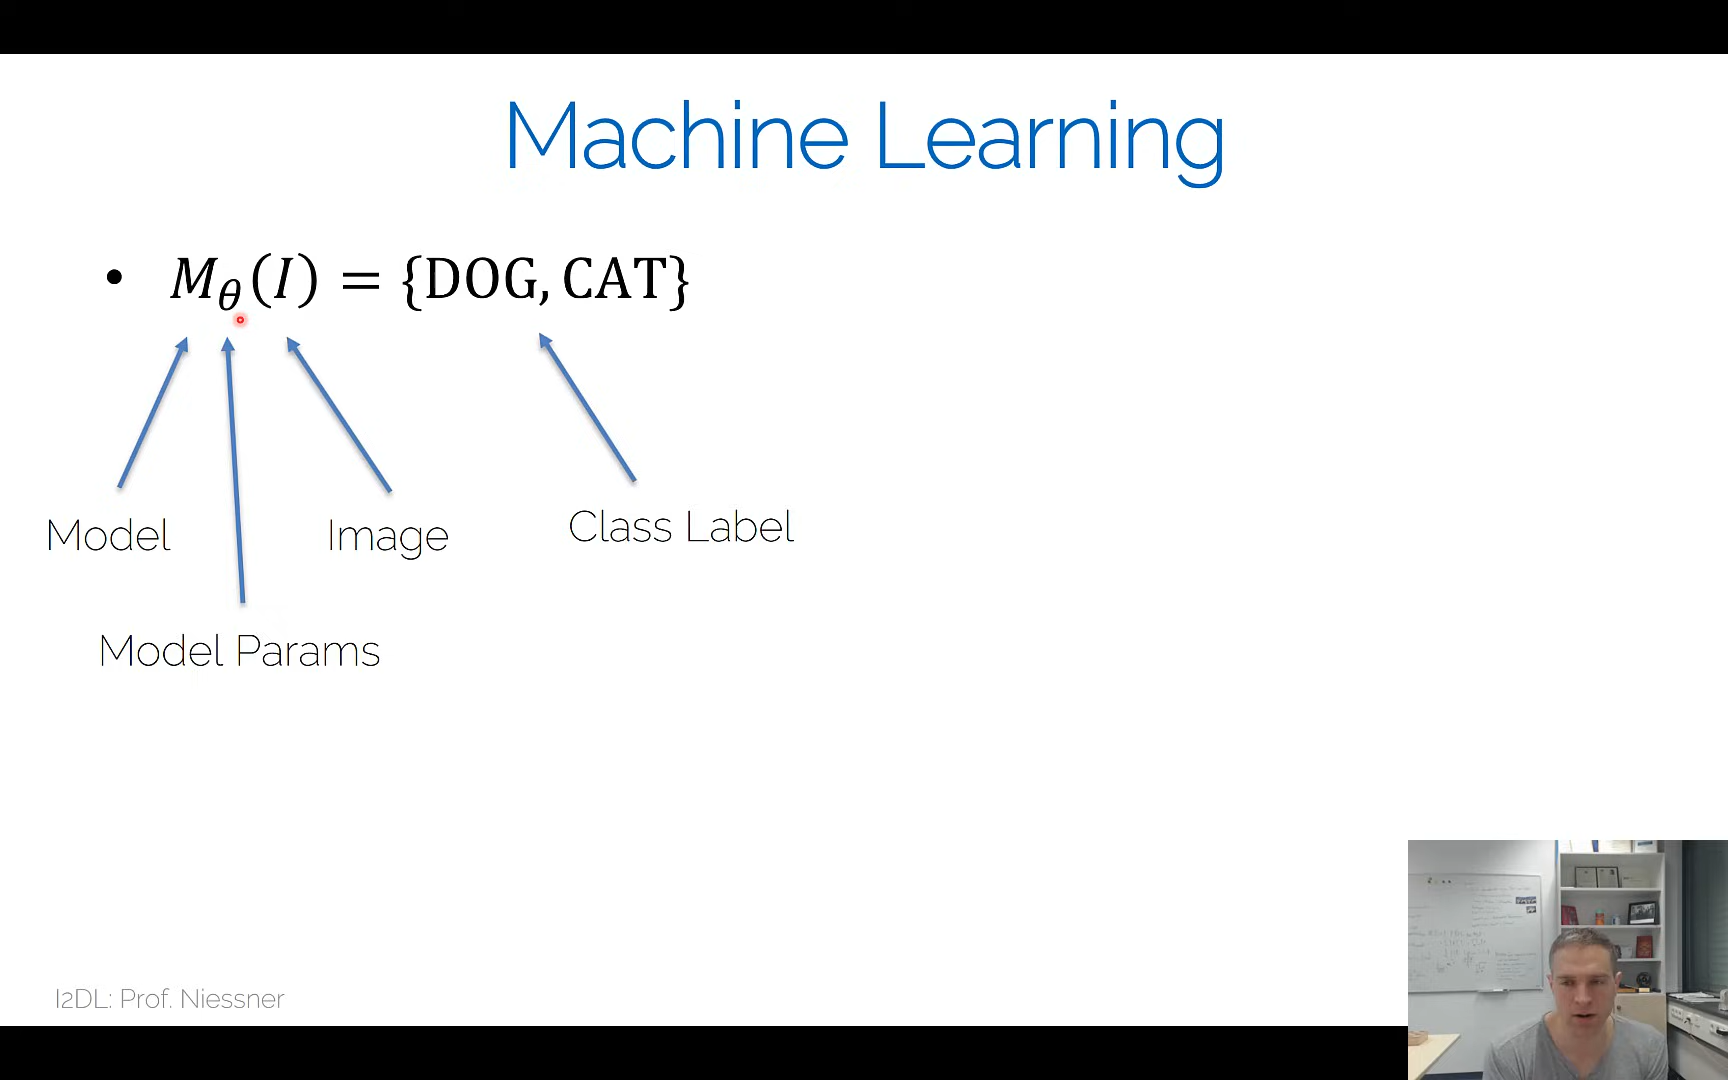 Machine Learning
• M_θ(I) = {DOG, CAT}
Model
Image
Class Label
Model Params
I2DL: Prof. Niessner